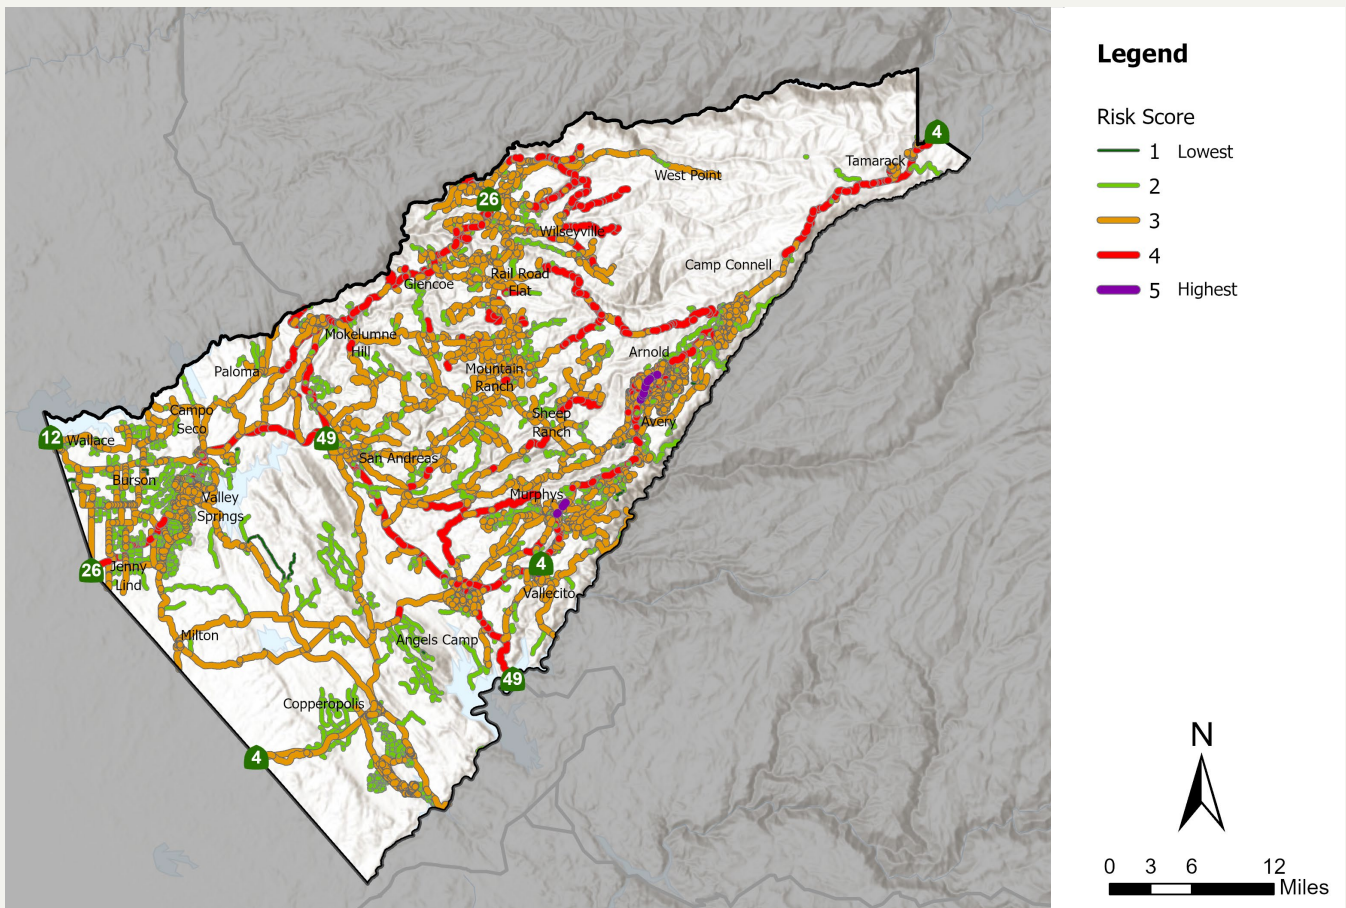 Legend
Risk Score
1 Lowest
2
3
4
5 Highest
N
0 3 6 12
Miles
4
Tamarack
West Point
26
Wilseyville
Camp Connell
Rail Road
Flat
Glencoe
Mokelumne
Hill
Arnold
Paloma
Mountain
Ranch
Campo
Seco
Sheep
Ranch
Avery
12
Wallace
49
San Andreas
Burson
Valley
Springs
Murphys
26
Jenny
Lind
4
Vallecito
Milton
Angels Camp
49
Copperopolis
4